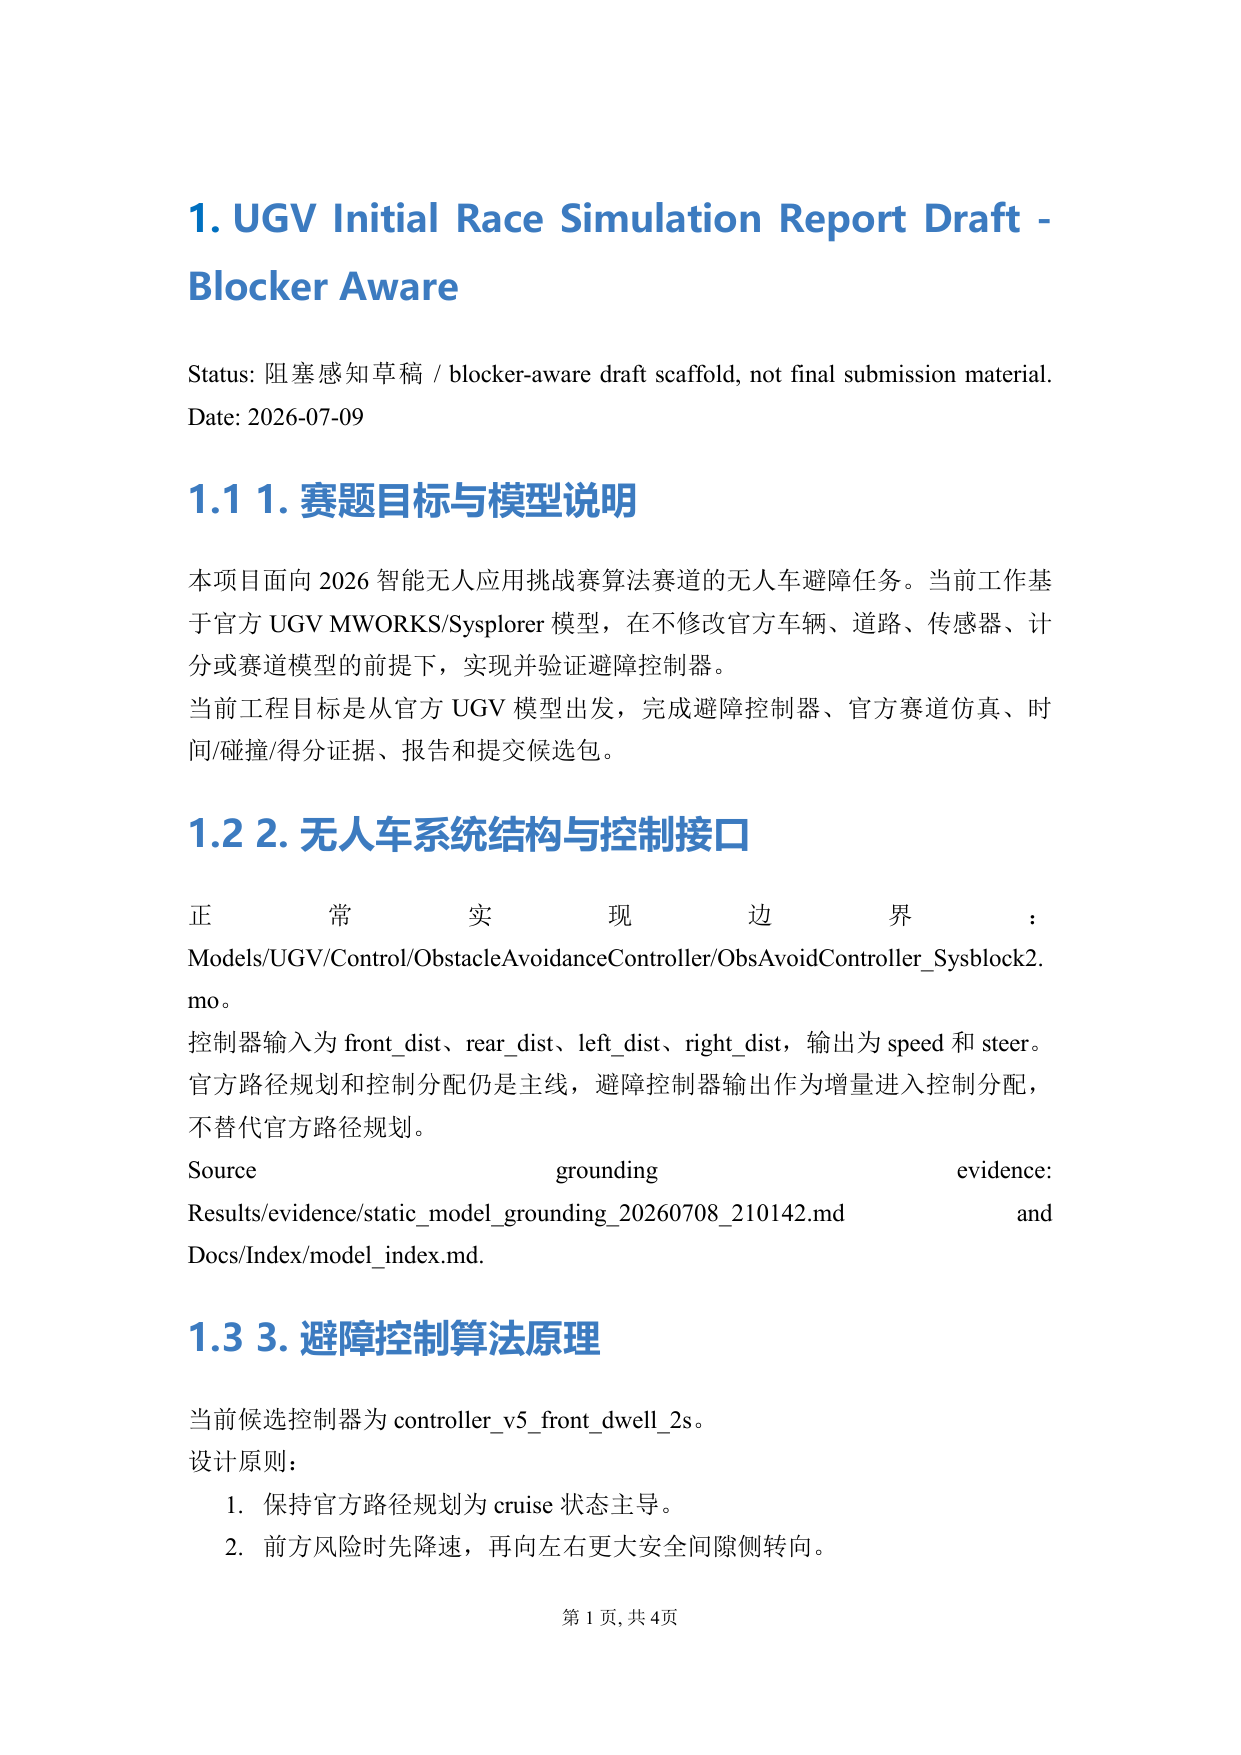 1. UGV Initial Race Simulation Report Draft -
Blocker Aware
Status: 阻塞感知草稿 / blocker-aware draft scaffold, not final submission material.
Date: 2026-07-09
1.1 1. 赛题目标与模型说明
本项目面向 2026 智能无人应用挑战赛算法赛道的无人车避障任务。当前工作基
于官方 UGV MWORKS/Sysplorer 模型，在不修改官方车辆、道路、传感器、计
分或赛道模型的前提下，实现并验证避障控制器。
当前工程目标是从官方 UGV 模型出发，完成避障控制器、官方赛道仿真、时
间/碰撞/得分证据、报告和提交候选包。
1.2 2. 无人车系统结构与控制接口
正常实现边界：
Models/UGV/Control/ObstacleAvoidanceController/ObsAvoidController_Sysblock2.
mo。
控制器输入为 front_dist、rear_dist、left_dist、right_dist，输出为 speed 和 steer。
官方路径规划和控制分配仍是主线，避障控制器输出作为增量进入控制分配，
不替代官方路径规划。
Source grounding evidence:
Results/evidence/static_model_grounding_20260708_210142.md and
Docs/Index/model_index.md.
1.3 3. 避障控制算法原理
当前候选控制器为 controller_v5_front_dwell_2s。
设计原则：
1. 保持官方路径规划为 cruise 状态主导。
2. 前方风险时先降速，再向左右更大安全间隙侧转向。
第 1 页, 共 4页